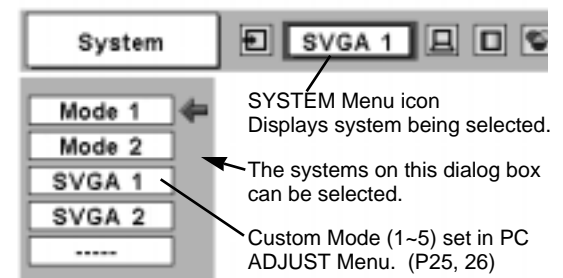 System
SVGA 1
SYSTEM Menu icon
Displays system being selected.
Mode 1
Mode 2
SVGA 1
SVGA 2
-----
The systems on this dialog box
can be selected.
Custom Mode (1~5) set in PC
ADJUST Menu. (P25, 26)